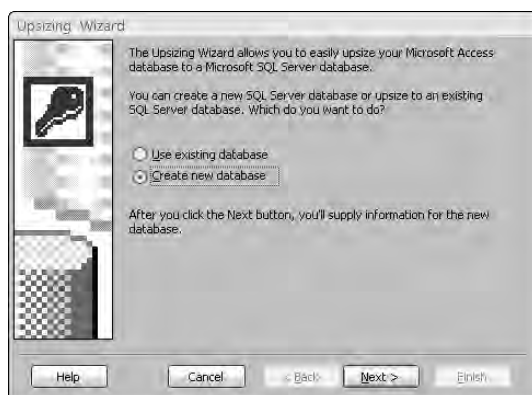 Upsizing Wizard
The Upsizing Wizard allows you to easily upsize your Microsoft Access
database to a Microsoft SQL Server database.
You can create a new SQL Server database or upsize to an existing
SQL Server database. Which do you want to do?
Use existing database
Create new database
After you click the Next button, you'll supply information for the new
database.
Help
Cancel
< Back
Next >
Finish